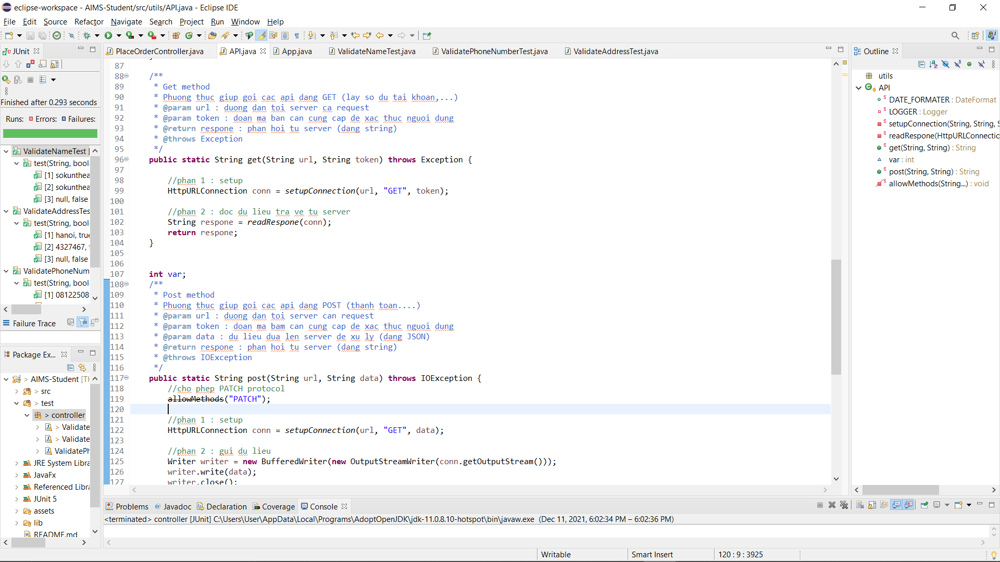 eclipse-workspace - AIMS-Student/src/utils/API.java - Eclipse IDE
File Edit Source Refactor Navigate Search Project Run Window Help
JUnit
Finished after 0.293 seconds
Runs: Errors: Failures:
ValidateNameTest [
test(String, bool
[1] sokunthea
[2] sokunthea
[3] null, false
ValidateAddressTes
test(String, bool
[1] hanoi, true
[2] 4327467,
[3] null, false
ValidatePhoneNum
test(String, bool
[1] 08122508
Failure Trace
Package Ex...
> AIMS-Student [TH
> src
> test
> controller
> Validate
> Validate
ValidatePh
JRE System Libra
JavaFx
Referenced Libra
JUnit 5
assets
lib
README.md
PlaceOrderController.java API.java App.java ValidateNameTest.java ValidatePhoneNumberTest.java ValidateAddressTest.java
87
88 /**
89 * Get method
90 * Phuong thuc giup goi cac api dang GET (lay so du tai khoan,...)
91 * @param url : duong dan toi server ca request
92 * @param token : doan ma ban can cung cap de xac thuc nguoi dung
93 * @return respone : phan hoi tu server (dang string)
94 * @throws Exception
95 */
96 public static String get(String url, String token) throws Exception {
97
98 //phan 1 : setup
99 HttpURLConnection conn = setupConnection(url, "GET", token);
100
101 //phan 2 : doc du lieu tra ve tu server
102 String respone = readRespone(conn);
103 return respone;
104 }
105
106
107 int var;
108 /**
109 * Post method
110 * Phuong thuc giup goi cac api dang POST (thanh toan....)
111 * @param url : duong dan toi server can request
112 * @param token : doan ma bam can cung cap de xac thuc nguoi dung
113 * @param data : du lieu dua len server de xu ly (dang JSON)
114 * @return respone : phan hoi tu server (dang string)
115 * @throws IOException
116 */
117 public static String post(String url, String data) throws IOException {
118 //cho phep PATCH protocol
119 allowMethods("PATCH");
120
121 //phan 1 : setup
122 HttpURLConnection conn = setupConnection(url, "GET", data);
123
124 //phan 2 : gui du lieu
125 Writer writer = new BufferedWriter(new OutputStreamWriter(conn.getOutputStream()));
126 writer.write(data);
127 writer.close();
Outline
utils
API
DATE_FORMATER : DateFormat
LOGGER : Logger
setupConnection(String, String, S
readRespone(HttpURLConnectio
get(String, String) : String
var : int
post(String, String) : String
allowMethods(String...) : void
Problems @ Javadoc Declaration Coverage Console
<terminated> controller [JUnit] C:\Users\User\AppData\Local\Programs\AdoptOpenJDK\jdk-11.0.8.10-hotspot\bin\javaw.exe (Dec 11, 2021, 6:02:34 PM – 6:02:36 PM)
Writable Smart Insert 120 : 9 : 3925